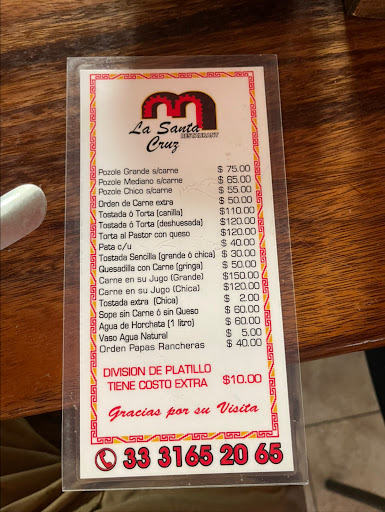 La Santa
RESTAURANT
Cruz
Pozole Grande s/carne $ 75.00
Pozole Mediano s/carne $ 65.00
Pozole Chico s/carne $ 55.00
Orden de Carne extra $ 50.00
Tostada ó Torta (canilla) $110.00
Tostada ó Torta (deshuesada) $120.00
Torta al Pastor con queso $120.00
Pata c/u $ 40.00
Tostada Sencilla (grande ó chica) $ 30.00
Quesadilla con Carne (gringa) $ 50.00
Carne en su Jugo (Grande) $150.00
Carne en su Jugo (Chica) $120.00
Tostada extra (Chica) $ 2.00
Sope sin Carne ó sin Queso $ 60.00
Agua de Horchata (1 litro) $ 60.00
Vaso Agua Natural $ 5.00
Orden Papas Rancheras $ 40.00
DIVISION DE PLATILLO
TIENE COSTO EXTRA $10.00
Gracias por su Visita
33 3165 20 65